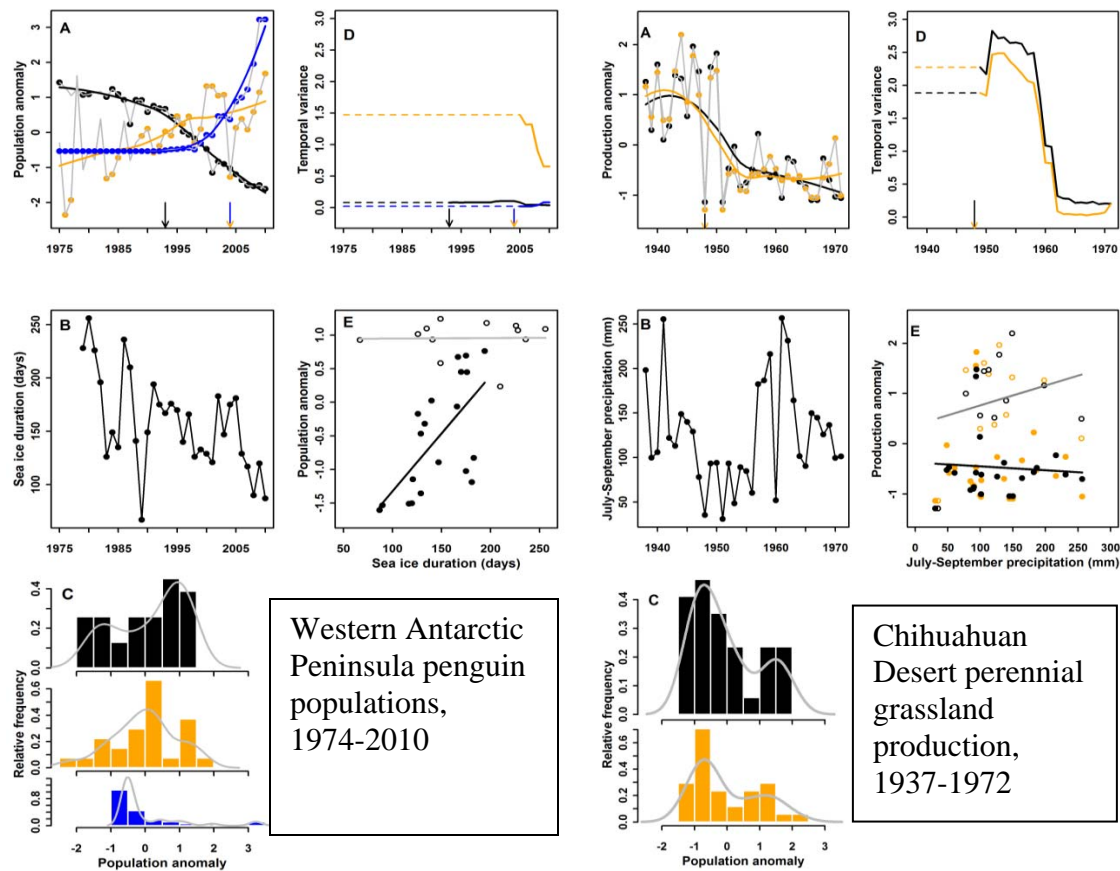 A
Population anomaly
3
2
1
0
-1
-2
1975 1985 1995 2005
D
Temporal variance
3.0
2.5
2.0
1.5
1.0
0.5
0.0
1975 1985 1995 2005
A
Production anomaly
2
1
0
-1
1940 1950 1960 1970
D
Temporal variance
3.0
2.5
2.0
1.5
1.0
0.5
0.0
1940 1950 1960 1970
B
Sea ice duration (days)
250
200
150
100
1975 1985 1995 2005
E
Population anomaly
1.0
0.5
0.0
-0.5
-1.5
50 100 150 200 250
Sea ice duration (days)
B
July-September precipitation (mm)
250
200
150
100
50
1940 1950 1960 1970
E
Production anomaly
2
1
0
-1
0 50 100 150 200 250 300
July-September precipitation (mm)
C
Relative frequency
0.4
0.2
0.0
0.6
0.4
0.2
0.0
0.8
0.0
-2 -1 0 1 2 3
Population anomaly
Western Antarctic
Peninsula penguin
populations,
1974-2010
C
Relative frequency
0.4
0.3
0.2
0.1
0.0
0.6
0.4
0.2
0.0
-2 -1 0 1 2 3
Population anomaly
Chihuahuan
Desert perennial
grassland
production,
1937-1972